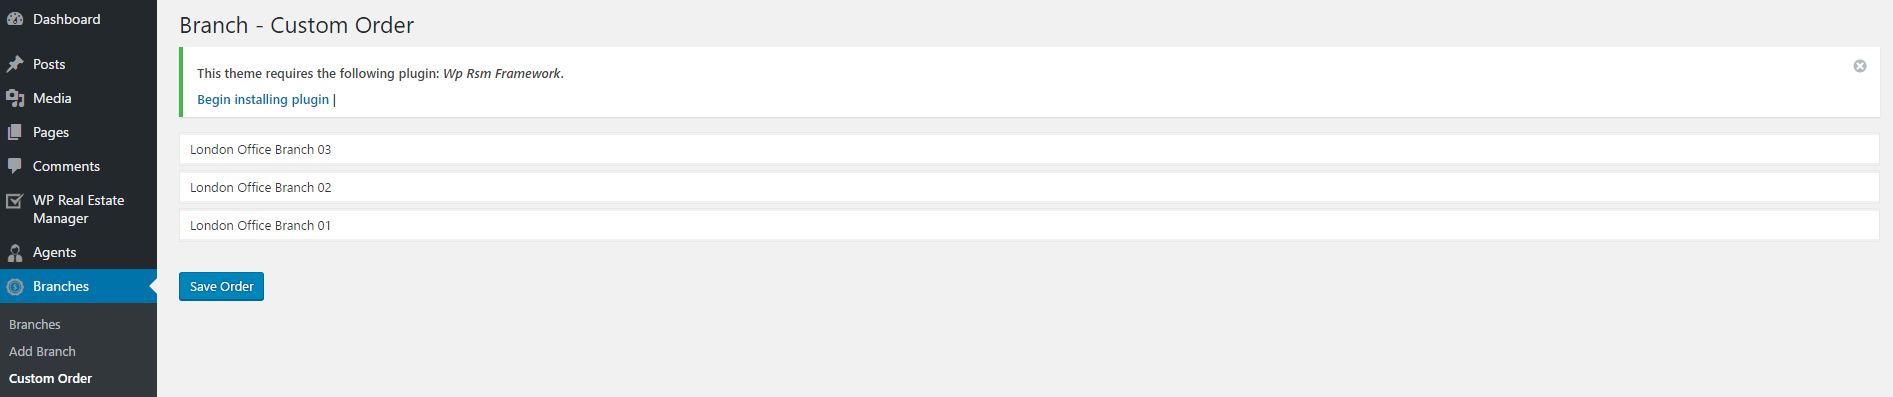 Dashboard
Posts
Media
Pages
Comments
WP Real Estate
Manager
Agents
Branches
Branches
Add Branch
Custom Order
Branch - Custom Order
This theme requires the following plugin: Wp Rsm Framework.
Begin installing plugin |
London Office Branch 03
London Office Branch 02
London Office Branch 01
Save Order